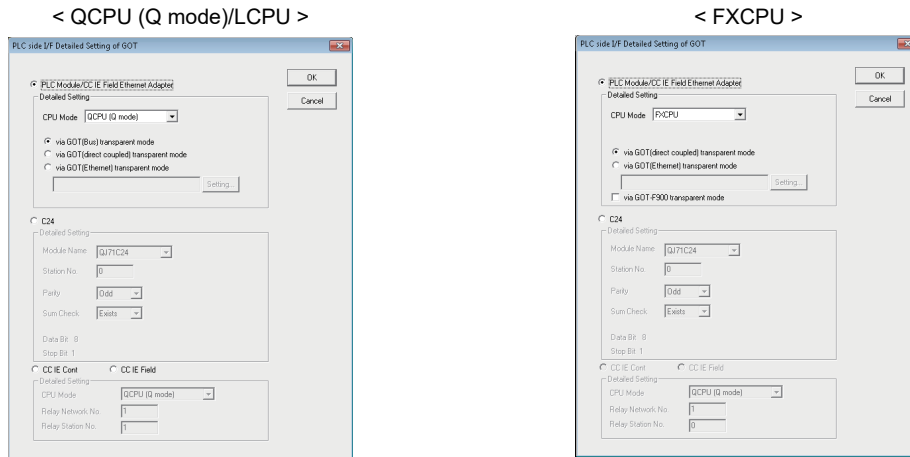 < QCPU (Q mode)/LCPU >
PLC side I/F Detailed Setting of GOT
PLC Module/CC IE Field Ethernet Adapter
Detailed Setting
CPU Mode QCPU (Q mode)
via GOT(Bus) transparent mode
via GOT(direct coupled) transparent mode
via GOT(Ethernet) transparent mode
Setting...
OK
Cancel
C24
Detailed Setting
Module Name QJ71C24
Station No. 0
Parity Odd
Sum Check Exists
Data Bit 8
Stop Bit 1
CC IE Cont CC IE Field
Detailed Setting
CPU Mode QCPU (Q mode)
Relay Network No. 1
Relay Station No. 1
< FXCPU >
PLC side I/F Detailed Setting of GOT
PLC Module/CC IE Field Ethernet Adapter
Detailed Setting
CPU Mode FXCPU
via GOT(direct coupled) transparent mode
via GOT(Ethernet) transparent mode
Setting...
via GOT-F900 transparent mode
OK
Cancel
C24
Detailed Setting
Module Name QJ71C24
Station No. 0
Parity Odd
Sum Check Exists
Data Bit 8
Stop Bit 1
CC IE Cont CC IE Field
Detailed Setting
CPU Mode QCPU (Q mode)
Relay Network No. 1
Relay Station No. 0